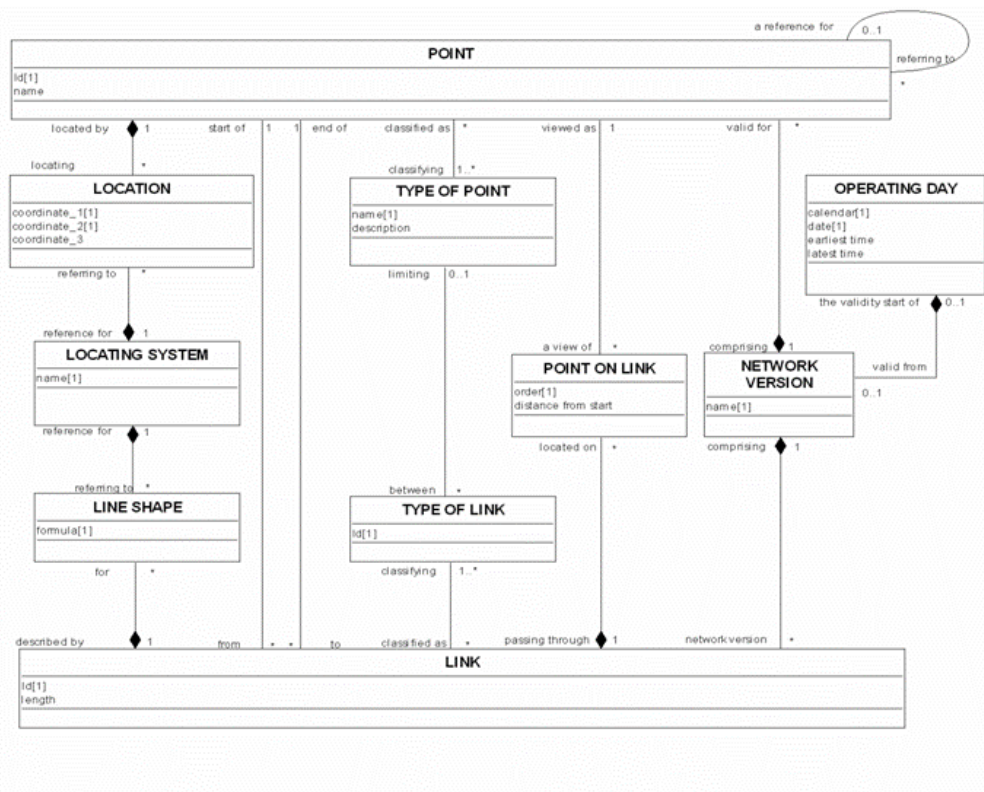 a reference for
0..1
POINT
referring to
Id[1]
name
*
located by 1
start of 1
1 end of
classified as *
viewed as 1
valid for *
locating *
classifying 1..*
LOCATION
TYPE OF POINT
OPERATING DAY
coordinate_1[1]
coordinate_2[1]
coordinate_3
name[1]
description
calendar[1]
date[1]
earliest time
latest time
referring to *
limiting 0..1
the validity start of 0..1
reference for 1
a view of *
comprising 1
LOCATING SYSTEM
POINT ON LINK
NETWORK
VERSION
valid from
0..1
name[1]
order[1]
distance from start
name[1]
reference for 1
located on *
comprising 1
referring to *
between *
LINE SHAPE
TYPE OF LINK
formula[1]
Id[1]
for *
classifying 1..*
described by 1
from *
* to
classified as *
passing through 1
network version *
LINK
Id[1]
length